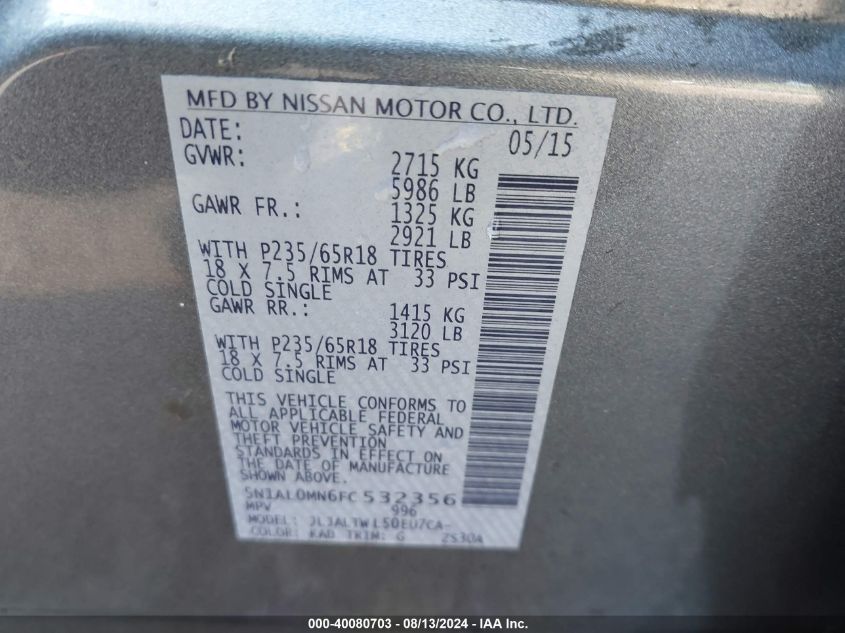 MFD BY NISSAN MOTOR CO., LTD.
DATE: 05/15
GVWR: 2715 KG
5986 LB
GAWR FR.: 1325 KG
2921 LB
WITH P235/65R18 TIRES
18 X 7.5 RIMS AT 33 PSI
COLD SINGLE
GAWR RR.: 1415 KG
3120 LB
WITH P235/65R18 TIRES
18 X 7.5 RIMS AT 33 PSI
COLD SINGLE
THIS VEHICLE CONFORMS TO
ALL APPLICABLE FEDERAL
MOTOR VEHICLE SAFETY AND
THEFT PREVENTION
STANDARDS IN EFFECT ON
THE DATE OF MANUFACTURE
SHOWN ABOVE.
5N1AL0MN6FC532356
MPV 996
MODEL:
COLOR: KAD TRIM: G 2S30A
000-40080703 - 08/13/2024 - IAA Inc.